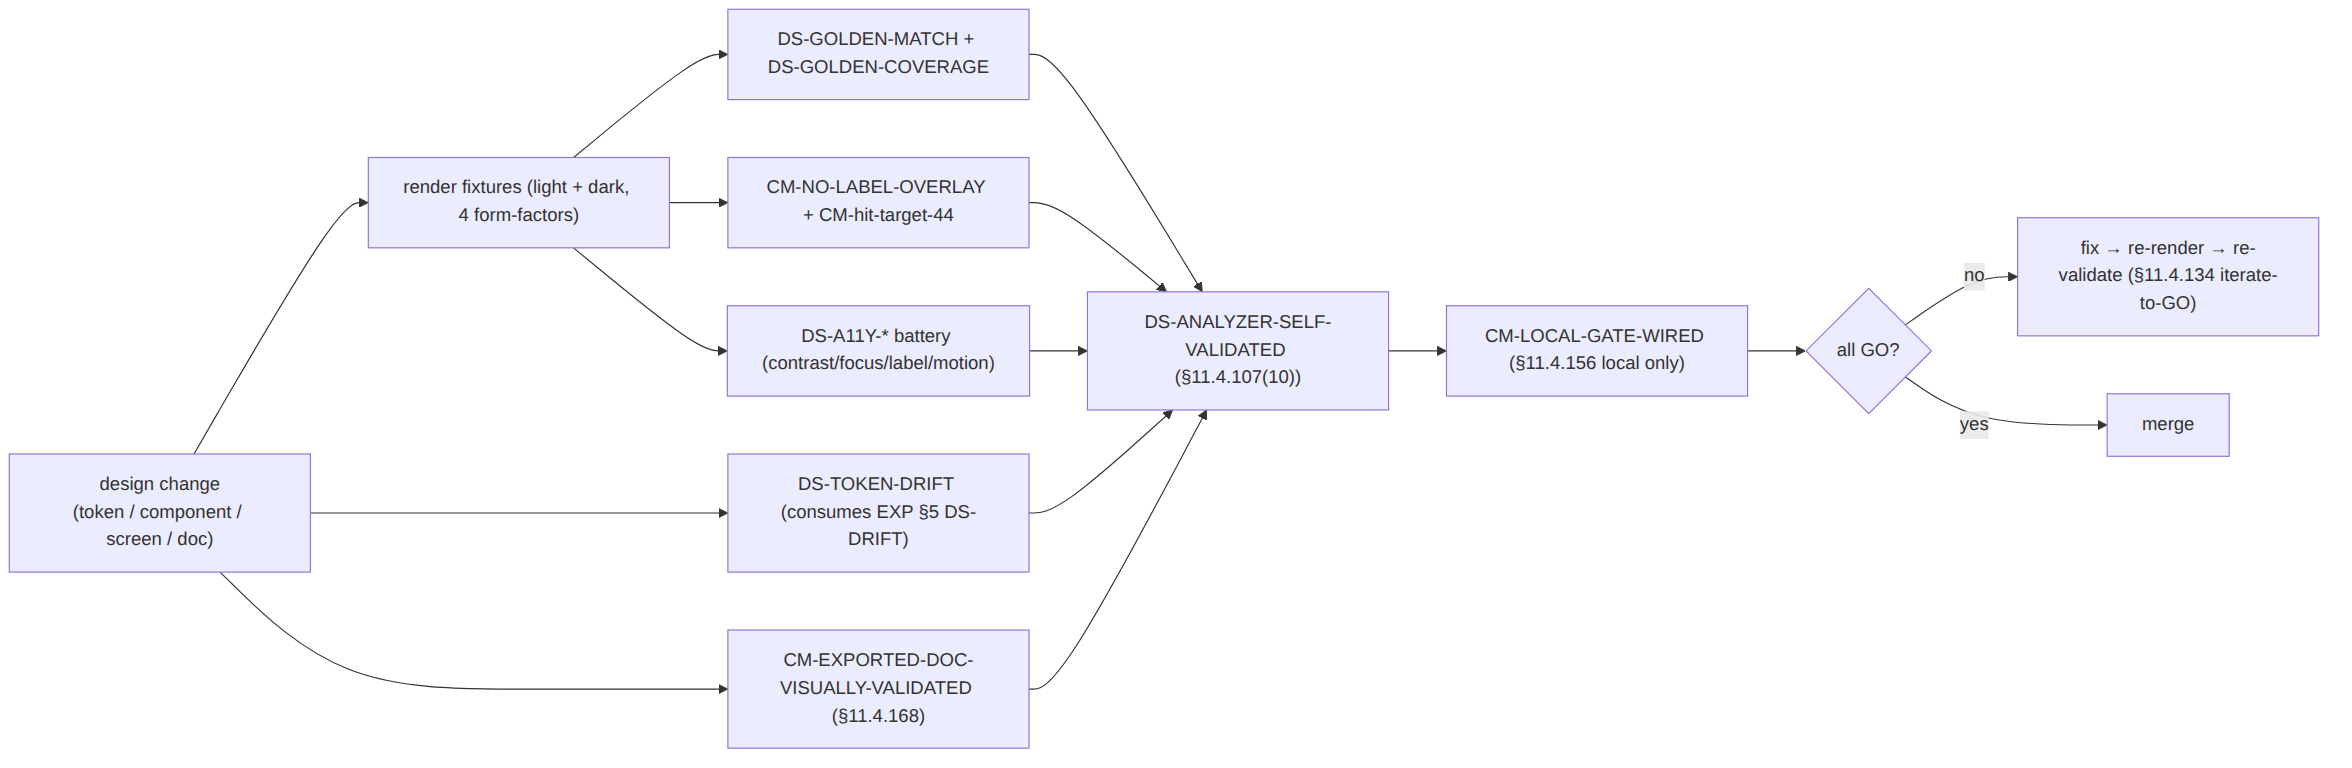 design change
(token / component /
screen / doc)
render fixtures (light + dark,
4 form-factors)
DS-GOLDEN-MATCH +
DS-GOLDEN-COVERAGE
CM-NO-LABEL-OVERLAY
+ CM-hit-target-44
DS-A11Y-* battery
(contrast/focus/label/motion)
DS-TOKEN-DRIFT
(consumes EXP §5 DS-
DRIFT)
CM-EXPORTED-DOC-
VISUALLY-VALIDATED
(§11.4.168)
DS-ANALYZER-SELF-
VALIDATED
(§11.4.107(10))
CM-LOCAL-GATE-WIRED
(§11.4.156 local only)
all GO?
no
fix → re-render → re-
validate (§11.4.134 iterate-
to-GO)
yes
merge